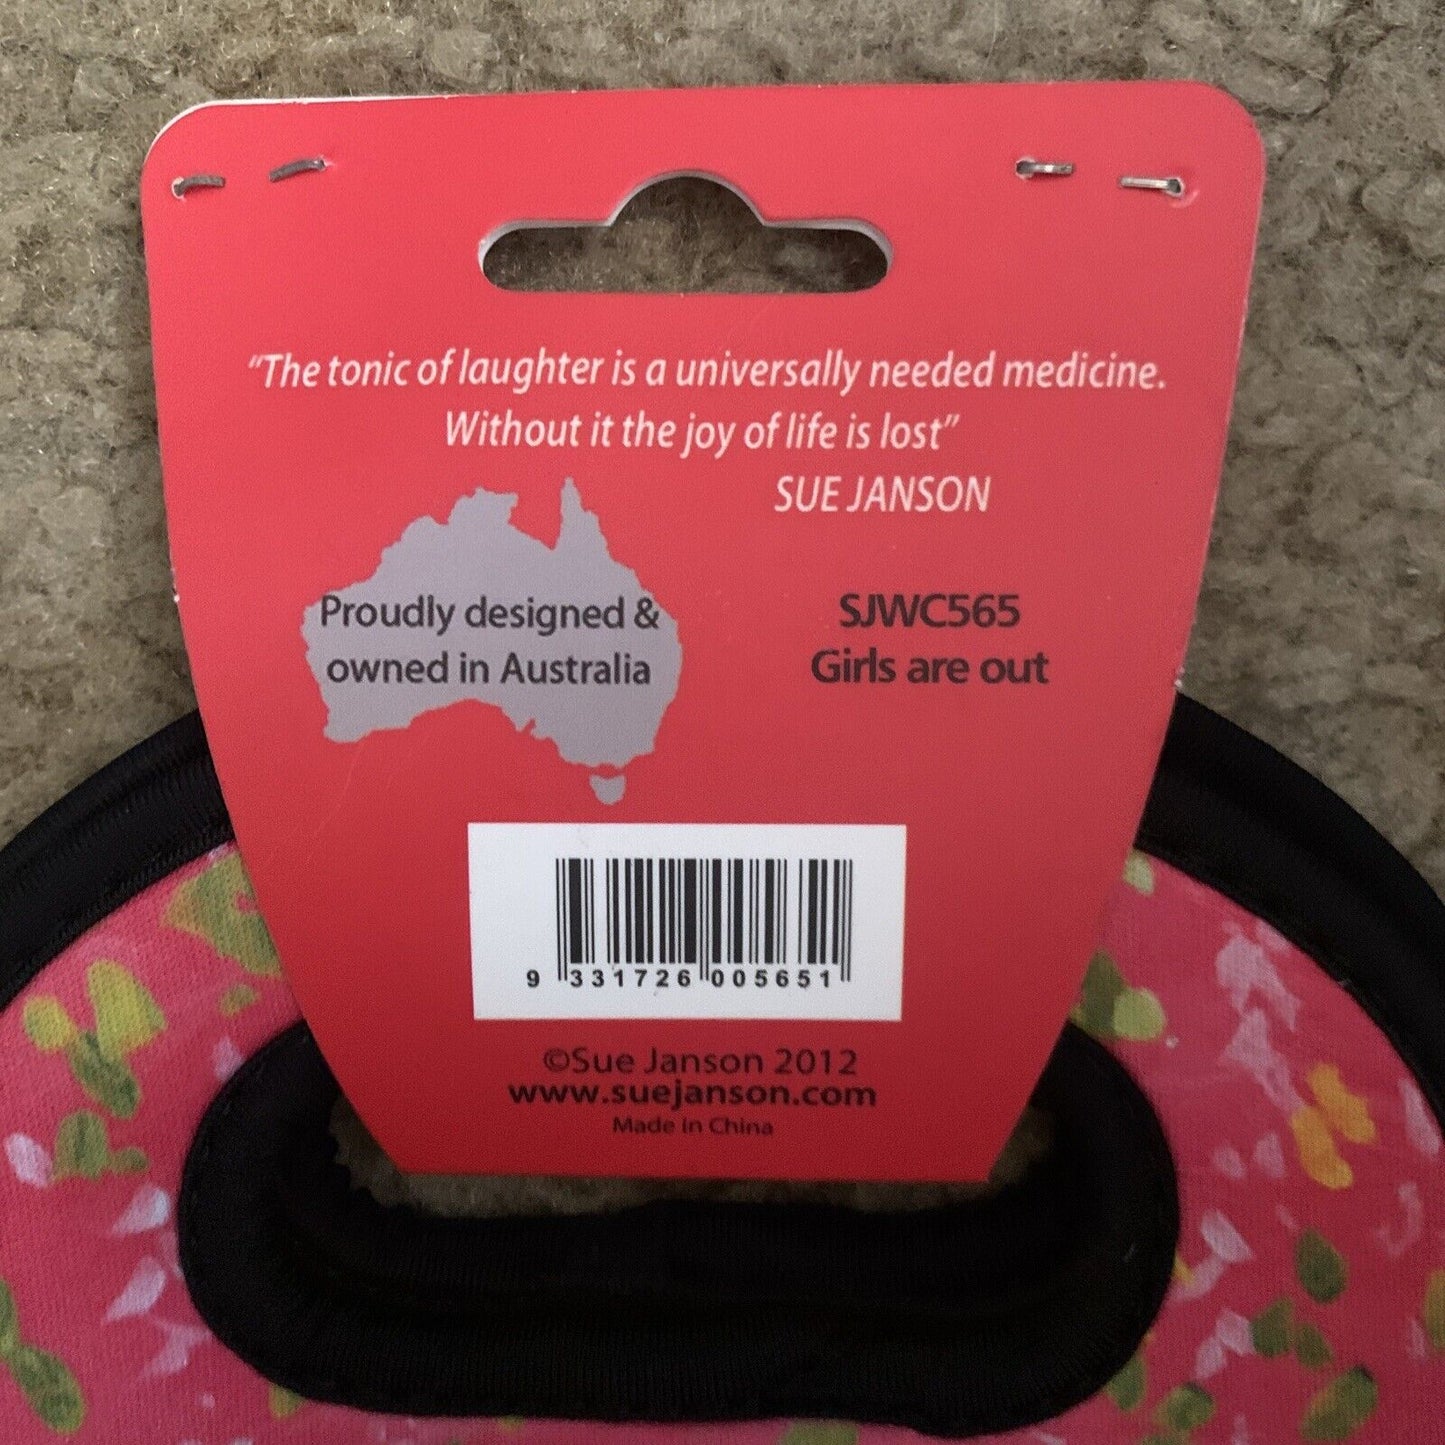 “The tonic of laughter is a universally needed medicine.
Without it the joy of life is lost”
SUE JANSON
Proudly designed &
owned in Australia
SJWC565
Girls are out
9 331726 005651
©Sue Janson 2012
www.suejanson.com
Made in China